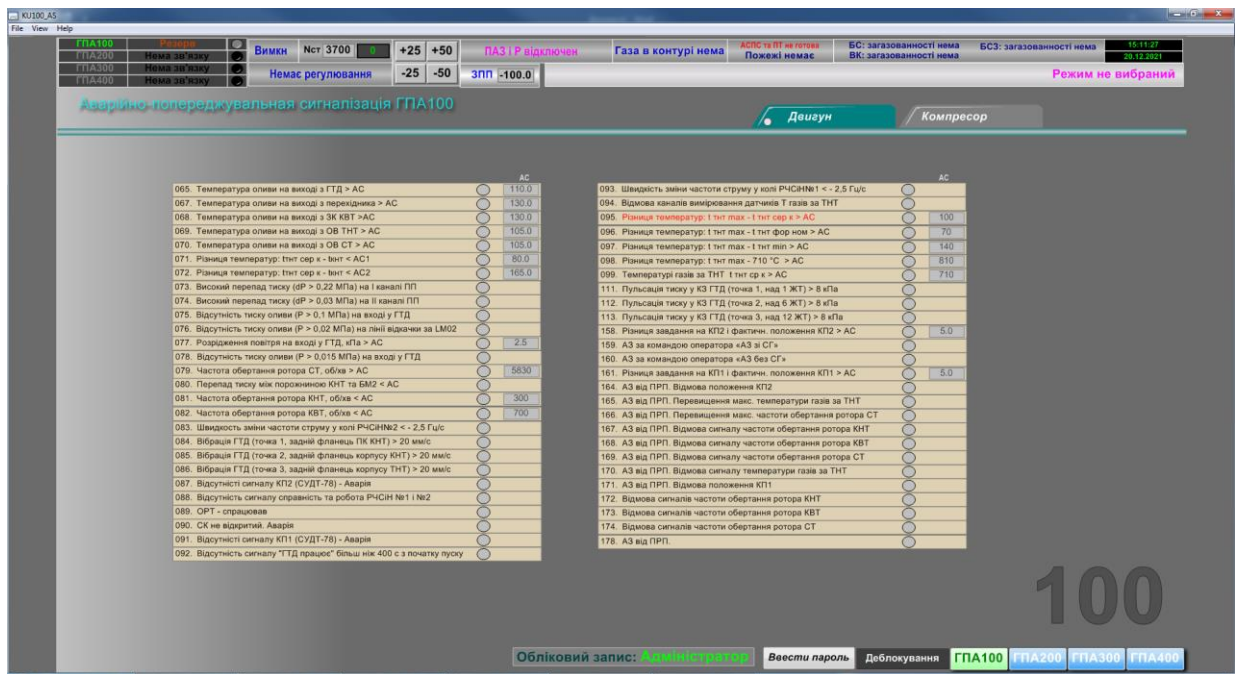 KU100_A5
File View Help
ГПА100 Резерв
ГПА200 Нема зв'язку
ГПА300 Нема зв'язку
ГПА400 Нема зв'язку
Вимкн Nст 3700 0 +25 +50
Немає регулювання -25 -50
ПАЗ і Р відключен
ЗПП -100.0
Газа в контурі нема
АСПС та ПТ не готова
Пожежі немає
БС: загазованності нема
ВК: загазованності нема
БСЗ: загазованності нема
15:11:27
20.12.2021
Режим не вибраний
Аварійно-попереджувальная сигналізація ГПА100
Двигун Компресор
АС
065. Температура оливи на виході з ГТД > АС 110.0
067. Температура оливи на виході з перехідника > АС 130.0
068. Температура оливи на виході з ЗК КВТ >АС 130.0
069. Температура оливи на виході з ОВ ТНТ > АС 105.0
070. Температура оливи на виході з ОВ СТ > АС 105.0
071. Різниця температур: tтнт сер к - tкнт < АС1 80.0
072. Різниця температур: tтнт сер к - tкнт < АС2 165.0
073. Високий перепад тиску (dP > 0,22 МПа) на I каналі ПП
074. Високий перепад тиску (dP > 0,03 МПа) на II каналі ПП
075. Відсутність тиску оливи (P > 0,1 МПа) на вході у ГТД
076. Відсутність тиску оливи (P > 0,02 МПа) на лінії відкачки за LM02
077. Розрідження повітря на вході у ГТД, кПа > АС 2.5
078. Відсутність тиску оливи (P > 0,015 МПа) на вході у ГТД
079. Частота обертання ротора СТ, об/хв > АС 5830
080. Перепад тиску між порожниною КНТ та БМ2 < АС
081. Частота обертання ротора КНТ, об/хв < АС 300
082. Частота обертання ротора КВТ, об/хв < АС 700
083. Швидкость зміни частоти струму у колі РЧСіН№2 < - 2,5 Гц/с
084. Вібрація ГТД (точка 1, задній фланець ПК КНТ) > 20 мм/с
085. Вібрація ГТД (точка 2, задній фланець корпусу КНТ) > 20 мм/с
086. Вібрація ГТД (точка 3, задній фланець корпусу ТНТ) > 20 мм/с
087. Відсутністі сигналу КП2 (СУДТ-78) - Аварія
088. Відсутність сигналу справність та робота РЧСіН №1 і №2
089. ОРТ - спрацював
090. СК не відкритий. Аварія
091. Відсутністі сигналу КП1 (СУДТ-78) - Аварія
092. Відсутність сигналу "ГТД працює" більш ніж 400 с з початку пуску
АС
093. Швидкість зміни частоти струму у колі РЧСіН№1 < - 2,5 Гц/с
094. Відмова каналів вимірювання датчиків Т газів за ТНТ
095. Різниця температур: t тнт max - t тнт сер к > АС 100
096. Різниця температур: t тнт max - t тнт фор ном > АС 70
097. Різниця температур: t тнт max - t тнт min > АС 140
098. Різниця температур: t тнт max - 710 °С > АС 810
099. Температурі газів за ТНТ t тнт ср к > АС 710
111. Пульсація тиску у КЗ ГТД (точка 1, над 1 ЖТ) > 8 кПа
112. Пульсація тиску у КЗ ГТД (точка 2, над 6 ЖТ) > 8 кПа
113. Пульсація тиску у КЗ ГТД (точка 3, над 12 ЖТ) > 8 кПа
158. Різниця завдання на КП2 і фактичн. положення КП2 > АС 5.0
159. АЗ за командою оператора «АЗ зі СГ»
160. АЗ за командою оператора «АЗ без СГ»
161. Різниця завдання на КП1 і фактичн. положення КП1 > АС 5.0
164. АЗ від ПРП. Відмова положення КП2
165. АЗ від ПРП. Перевищення макс. температури газів за ТНТ
166. АЗ від ПРП. Перевищення макс. частоти обертання ротора СТ
167. АЗ від ПРП. Відмова сигналу частоти обертання ротора КНТ
168. АЗ від ПРП. Відмова сигналу частоти обертання ротора КВТ
169. АЗ від ПРП. Відмова сигналу частоти обертання ротора СТ
170. АЗ від ПРП. Відмова сигналу температури газів за ТНТ
171. АЗ від ПРП. Відмова положення КП1
172. Відмова сигналів частоти обертання ротора КНТ
173. Відмова сигналів частоти обертання ротора КВТ
174. Відмова сигналів частоти обертання ротора СТ
178. АЗ від ПРП.
100
Обліковий запис: Адміністратор Ввести пароль Деблокування ГПА100 ГПА200 ГПА300 ГПА400